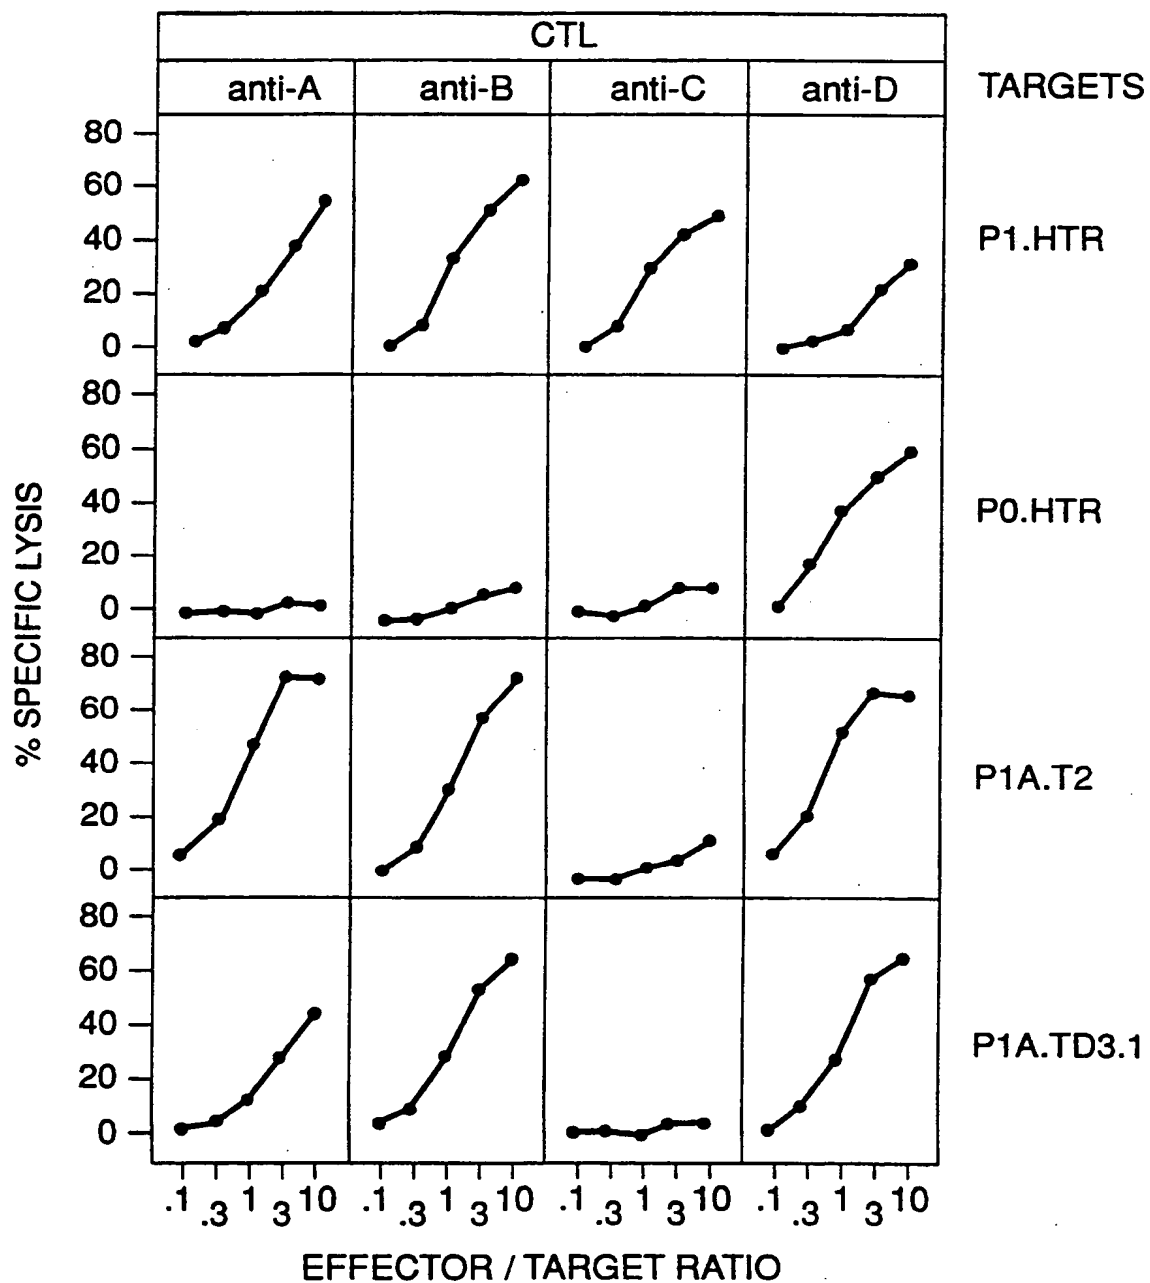 CTL
anti-A anti-B anti-C anti-D TARGETS
80
60
40
20
0
P1.HTR
80
60
40
20
0
P0.HTR
80
60
40
20
0
P1A.T2
80
60
40
20
0
P1A.TD3.1
% SPECIFIC LYSIS
.1 .3 1 3 10 .1 .3 1 3 10 .1 .3 1 3 10 .1 .3 1 3 10
EFFECTOR / TARGET RATIO